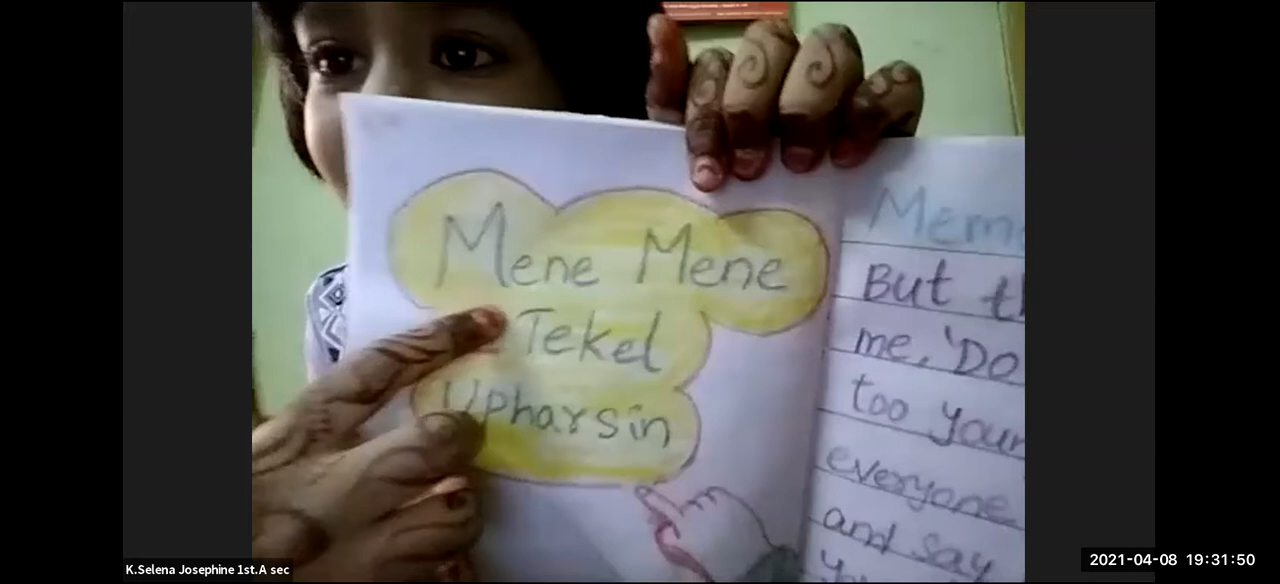 Mene Mene
Tekel
Upharsin
But
me, 'Do
too your
everyone
and say
K.Selena Josephine 1st.A sec
2021-04-08 19:31:50